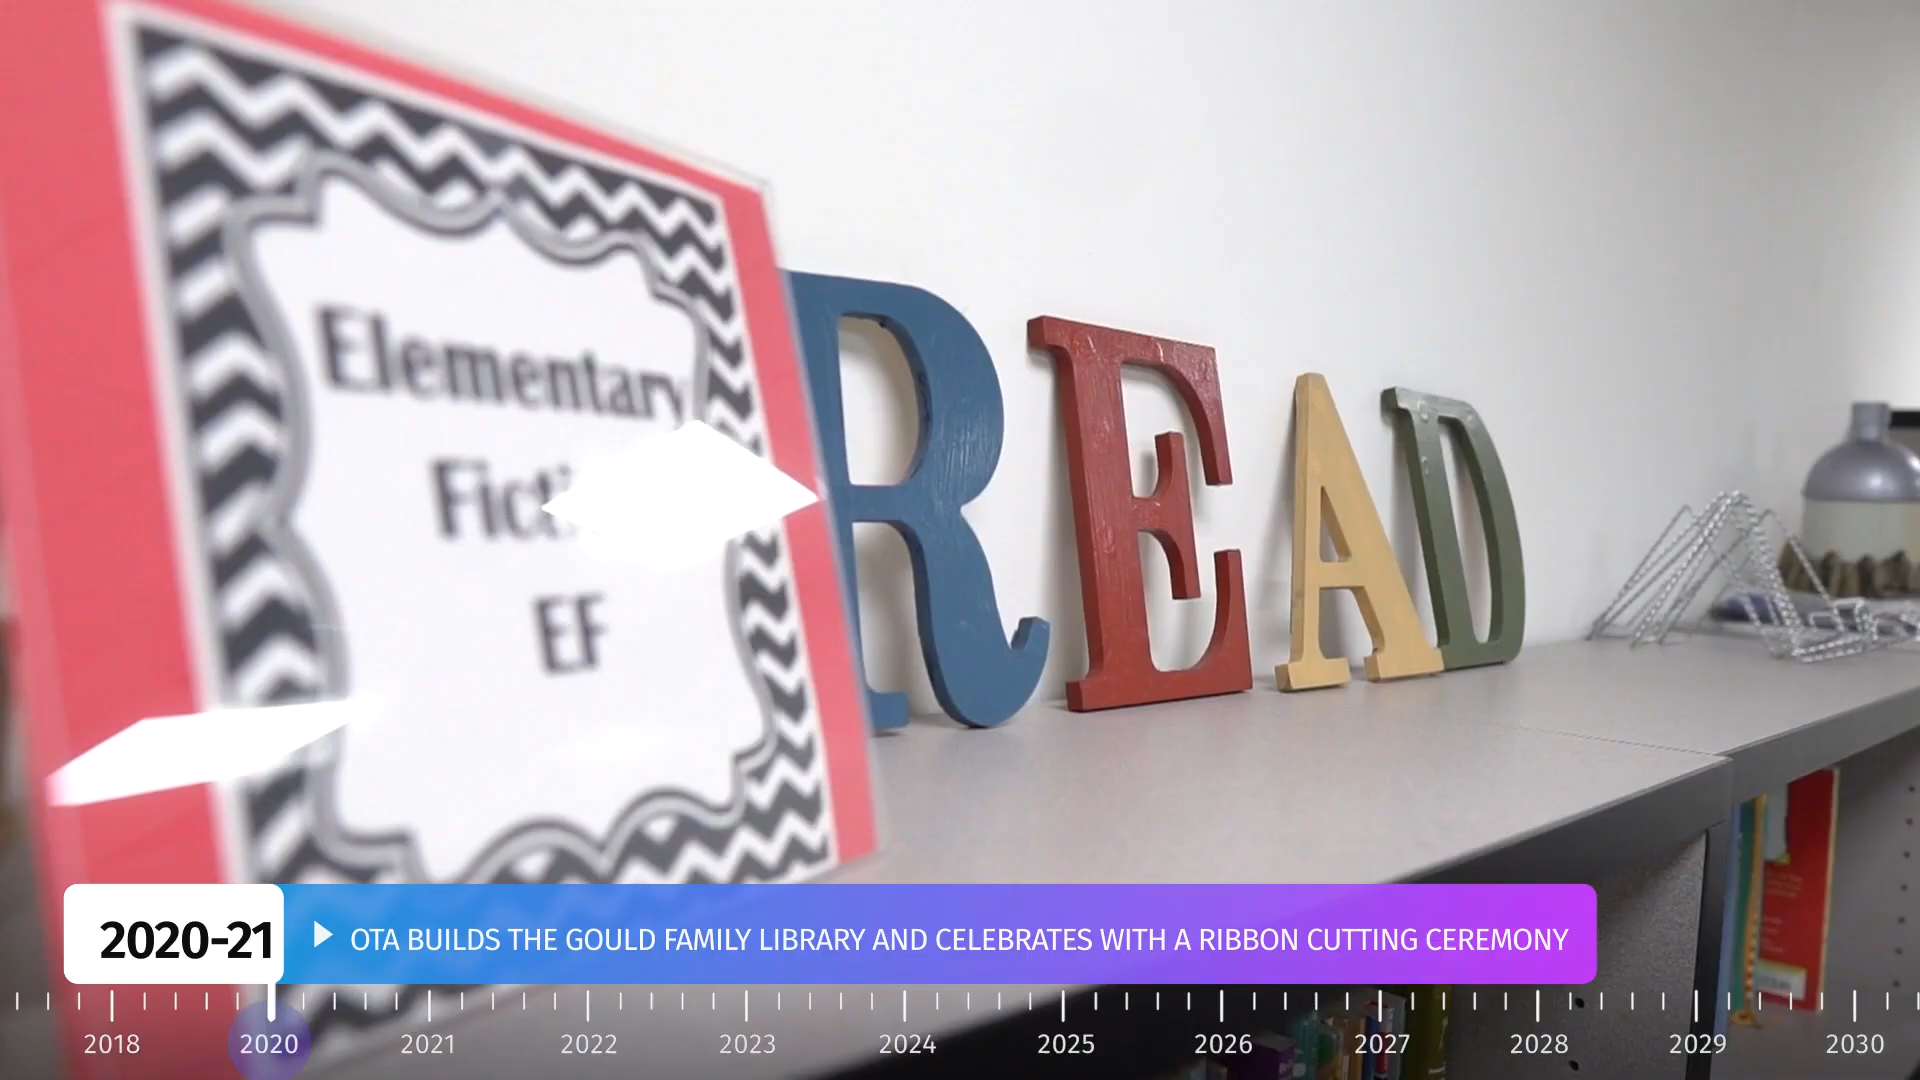 Elementary
EF
READ
2020-21
OTA BUILDS THE GOULD FAMILY LIBRARY AND CELEBRATES WITH A RIBBON CUTTING CEREMONY
2018 2020 2021 2022 2023 2024 2025 2026 2027 2028 2029 2030